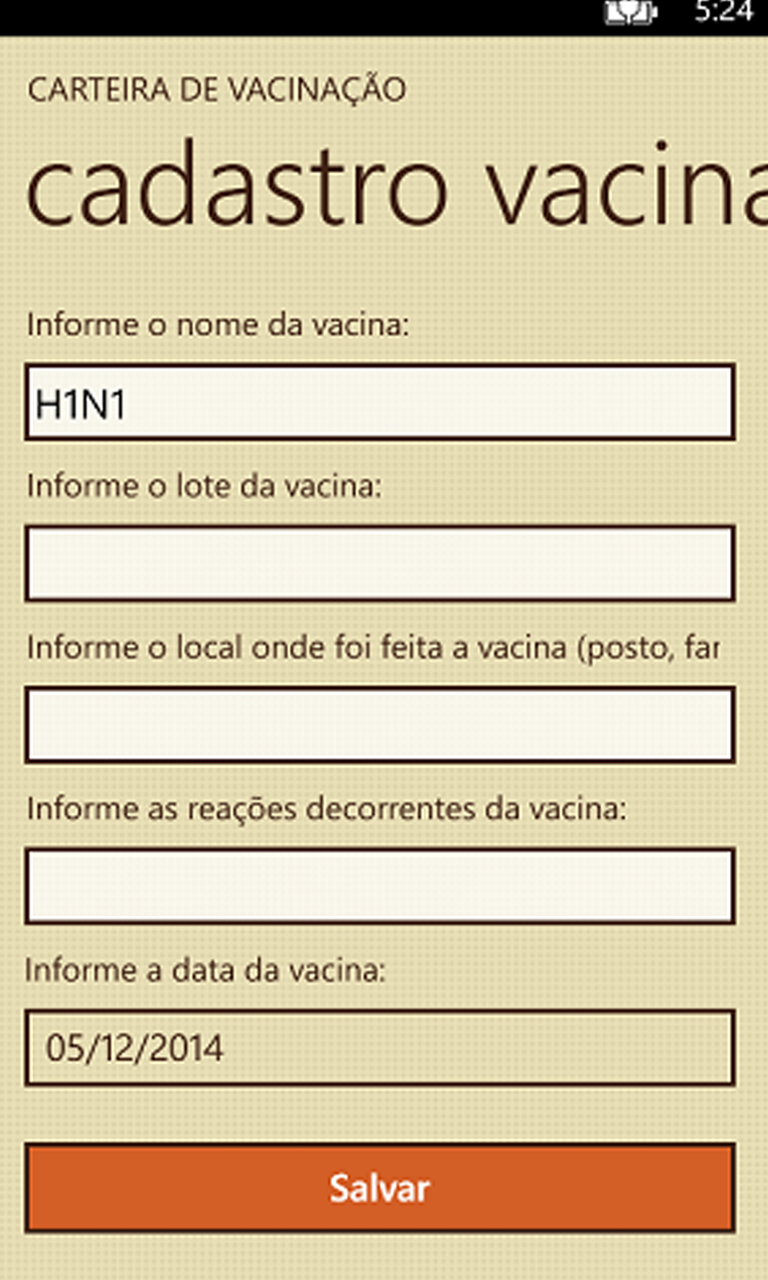 5:24
CARTEIRA DE VACINAÇÃO
cadastro vacina
Informe o nome da vacina:
H1N1
Informe o lote da vacina:
Informe o local onde foi feita a vacina (posto, far
Informe as reações decorrentes da vacina:
Informe a data da vacina:
05/12/2014
Salvar